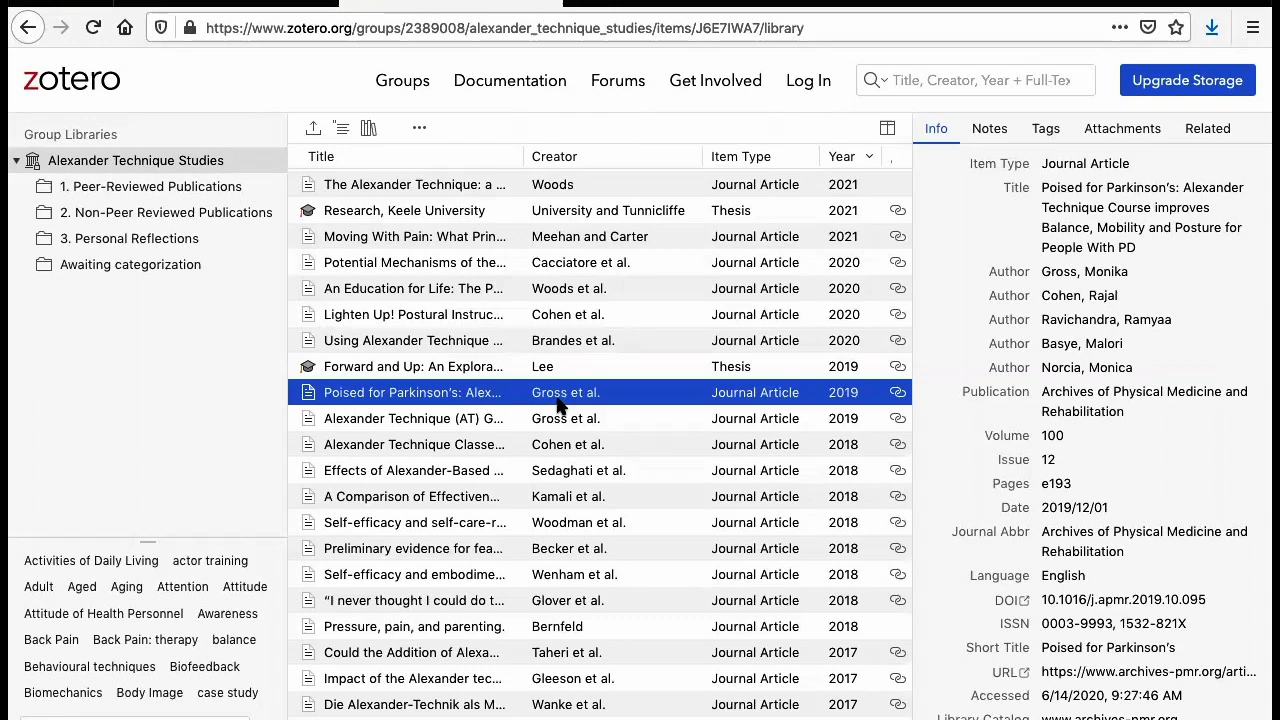 https://www.zotero.org/groups/2389008/alexander_technique_studies/items/J6E7IWA7/library
zotero
Groups
Documentation
Forums
Get Involved
Log In
Title, Creator, Year + Full-Tex
Upgrade Storage
Group Libraries
Alexander Technique Studies
1. Peer-Reviewed Publications
2. Non-Peer Reviewed Publications
3. Personal Reflections
Awaiting categorization
Activities of Daily Living actor training
Adult Aged Aging Attention Attitude
Attitude of Health Personnel Awareness
Back Pain Back Pain: therapy balance
Behavioural techniques Biofeedback
Biomechanics Body Image case study
Title Creator Item Type Year
The Alexander Technique: a ... Woods Journal Article 2021
Research, Keele University University and Tunnicliffe Thesis 2021
Moving With Pain: What Prin... Meehan and Carter Journal Article 2021
Potential Mechanisms of the... Cacciatore et al. Journal Article 2020
An Education for Life: The P... Woods et al. Journal Article 2020
Lighten Up! Postural Instruc... Cohen et al. Journal Article 2020
Using Alexander Technique ... Brandes et al. Journal Article 2020
Forward and Up: An Explora... Lee Thesis 2019
Poised for Parkinson's: Alex... Gross et al. Journal Article 2019
Alexander Technique (AT) G... Gross et al. Journal Article 2019
Alexander Technique Classe... Cohen et al. Journal Article 2018
Effects of Alexander-Based ... Sedaghati et al. Journal Article 2018
A Comparison of Effectiven... Kamali et al. Journal Article 2018
Self-efficacy and self-care-r... Woodman et al. Journal Article 2018
Preliminary evidence for fea... Becker et al. Journal Article 2018
Self-efficacy and embodime... Wenham et al. Journal Article 2018
“I never thought I could do t... Glover et al. Journal Article 2018
Pressure, pain, and parenting. Bernfeld Journal Article 2018
Could the Addition of Alexa... Taheri et al. Journal Article 2017
Impact of the Alexander tec... Gleeson et al. Journal Article 2017
Die Alexander-Technik als M... Wanke et al. Journal Article 2017
Info Notes Tags Attachments Related
Item Type Journal Article
Title Poised for Parkinson's: Alexander
Technique Course improves
Balance, Mobility and Posture for
People With PD
Author Gross, Monika
Author Cohen, Rajal
Author Ravichandra, Ramyaa
Author Basye, Malori
Author Norcia, Monica
Publication Archives of Physical Medicine and
Rehabilitation
Volume 100
Issue 12
Pages e193
Date 2019/12/01
Journal Abbr Archives of Physical Medicine and
Rehabilitation
Language English
DOI 10.1016/j.apmr.2019.10.095
ISSN 0003-9993, 1532-821X
Short Title Poised for Parkinson's
URL https://www.archives-pmr.org/arti...
Accessed 6/14/2020, 9:27:46 AM
Library Catalog www.archives-pmr.org